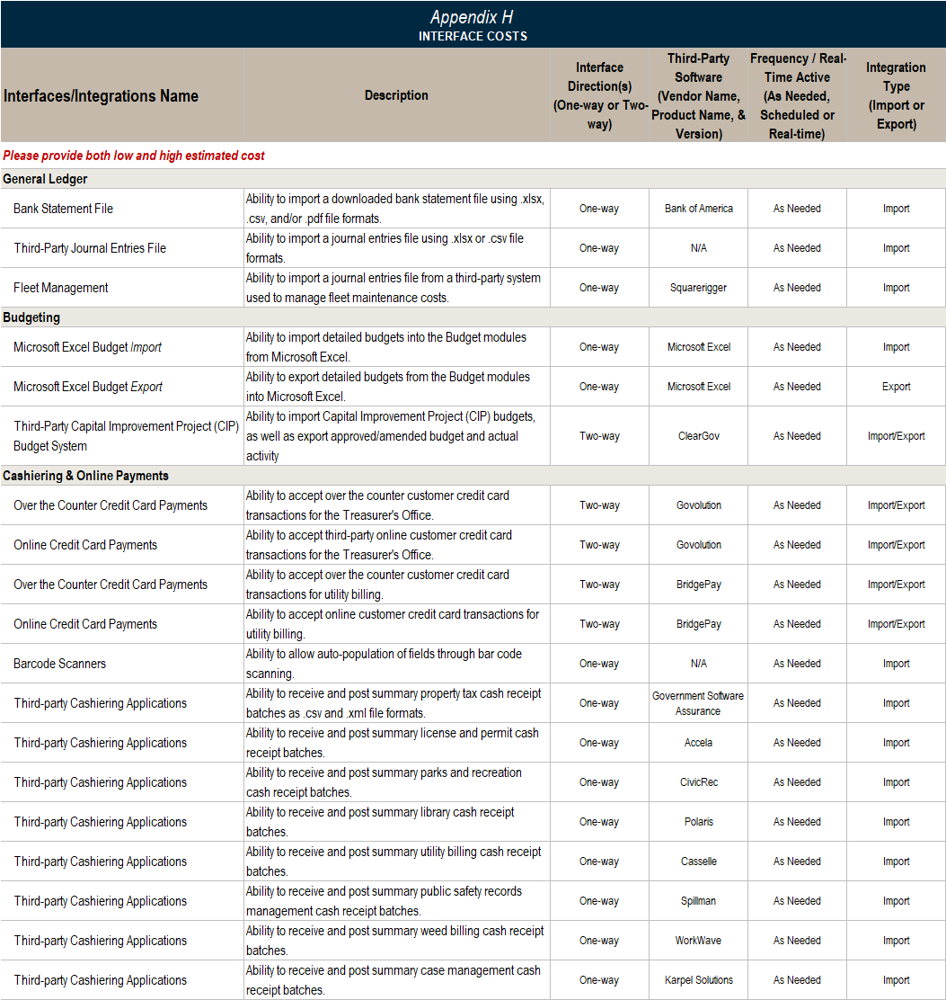 Appendix H
INTERFACE COSTS
Interfaces/Integrations Name
Description
Interface
Direction(s)
(One-way or Two-
way)
Third-Party
Software
(Vendor Name,
Product Name, &
Version)
Frequency / Real-
Time Active
(As Needed,
Scheduled or
Real-time)
Integration
Type
(Import or
Export)
Please provide both low and high estimated cost
General Ledger
Bank Statement File
Ability to import a downloaded bank statement file using .xlsx,
.csv, and/or .pdf file formats.
One-way
Bank of America
As Needed
Import
Third-Party Journal Entries File
Ability to import a journal entries file using .xlsx or .csv file
formats.
One-way
N/A
As Needed
Import
Fleet Management
Ability to import a journal entries file from a third-party system
used to manage fleet maintenance costs.
One-way
Squarerigger
As Needed
Import
Budgeting
Microsoft Excel Budget Import
Ability to import detailed budgets into the Budget modules
from Microsoft Excel.
One-way
Microsoft Excel
As Needed
Import
Microsoft Excel Budget Export
Ability to export detailed budgets from the Budget modules
into Microsoft Excel.
One-way
Microsoft Excel
As Needed
Export
Third-Party Capital Improvement Project (CIP)
Budget System
Ability to import Capital Improvement Project (CIP) budgets,
as well as export approved/amended budget and actual
activity
Two-way
ClearGov
As Needed
Import/Export
Cashiering & Online Payments
Over the Counter Credit Card Payments
Ability to accept over the counter customer credit card
transactions for the Treasurer's Office.
Two-way
Govolution
As Needed
Import/Export
Online Credit Card Payments
Ability to accept third-party online customer credit card
transactions for the Treasurer's Office.
Two-way
Govolution
As Needed
Import/Export
Over the Counter Credit Card Payments
Ability to accept over the counter customer credit card
transactions for utility billing.
Two-way
BridgePay
As Needed
Import/Export
Online Credit Card Payments
Ability to accept online customer credit card transactions for
utility billing.
Two-way
BridgePay
As Needed
Import/Export
Barcode Scanners
Ability to allow auto-population of fields through bar code
scanning.
One-way
N/A
As Needed
Import
Third-party Cashiering Applications
Ability to receive and post summary property tax cash receipt
batches as .csv and .xml file formats.
One-way
Government Software
Assurance
As Needed
Import
Third-party Cashiering Applications
Ability to receive and post summary license and permit cash
receipt batches.
One-way
Accela
As Needed
Import
Third-party Cashiering Applications
Ability to receive and post summary parks and recreation
cash receipt batches.
One-way
CivicRec
As Needed
Import
Third-party Cashiering Applications
Ability to receive and post summary library cash receipt
batches.
One-way
Polaris
As Needed
Import
Third-party Cashiering Applications
Ability to receive and post summary utility billing cash receipt
batches.
One-way
Casselle
As Needed
Import
Third-party Cashiering Applications
Ability to receive and post summary public safety records
management cash receipt batches.
One-way
Spillman
As Needed
Import
Third-party Cashiering Applications
Ability to receive and post summary weed billing cash receipt
batches.
One-way
WorkWave
As Needed
Import
Third-party Cashiering Applications
Ability to receive and post summary case management cash
receipt batches.
One-way
Karpel Solutions
As Needed
Import